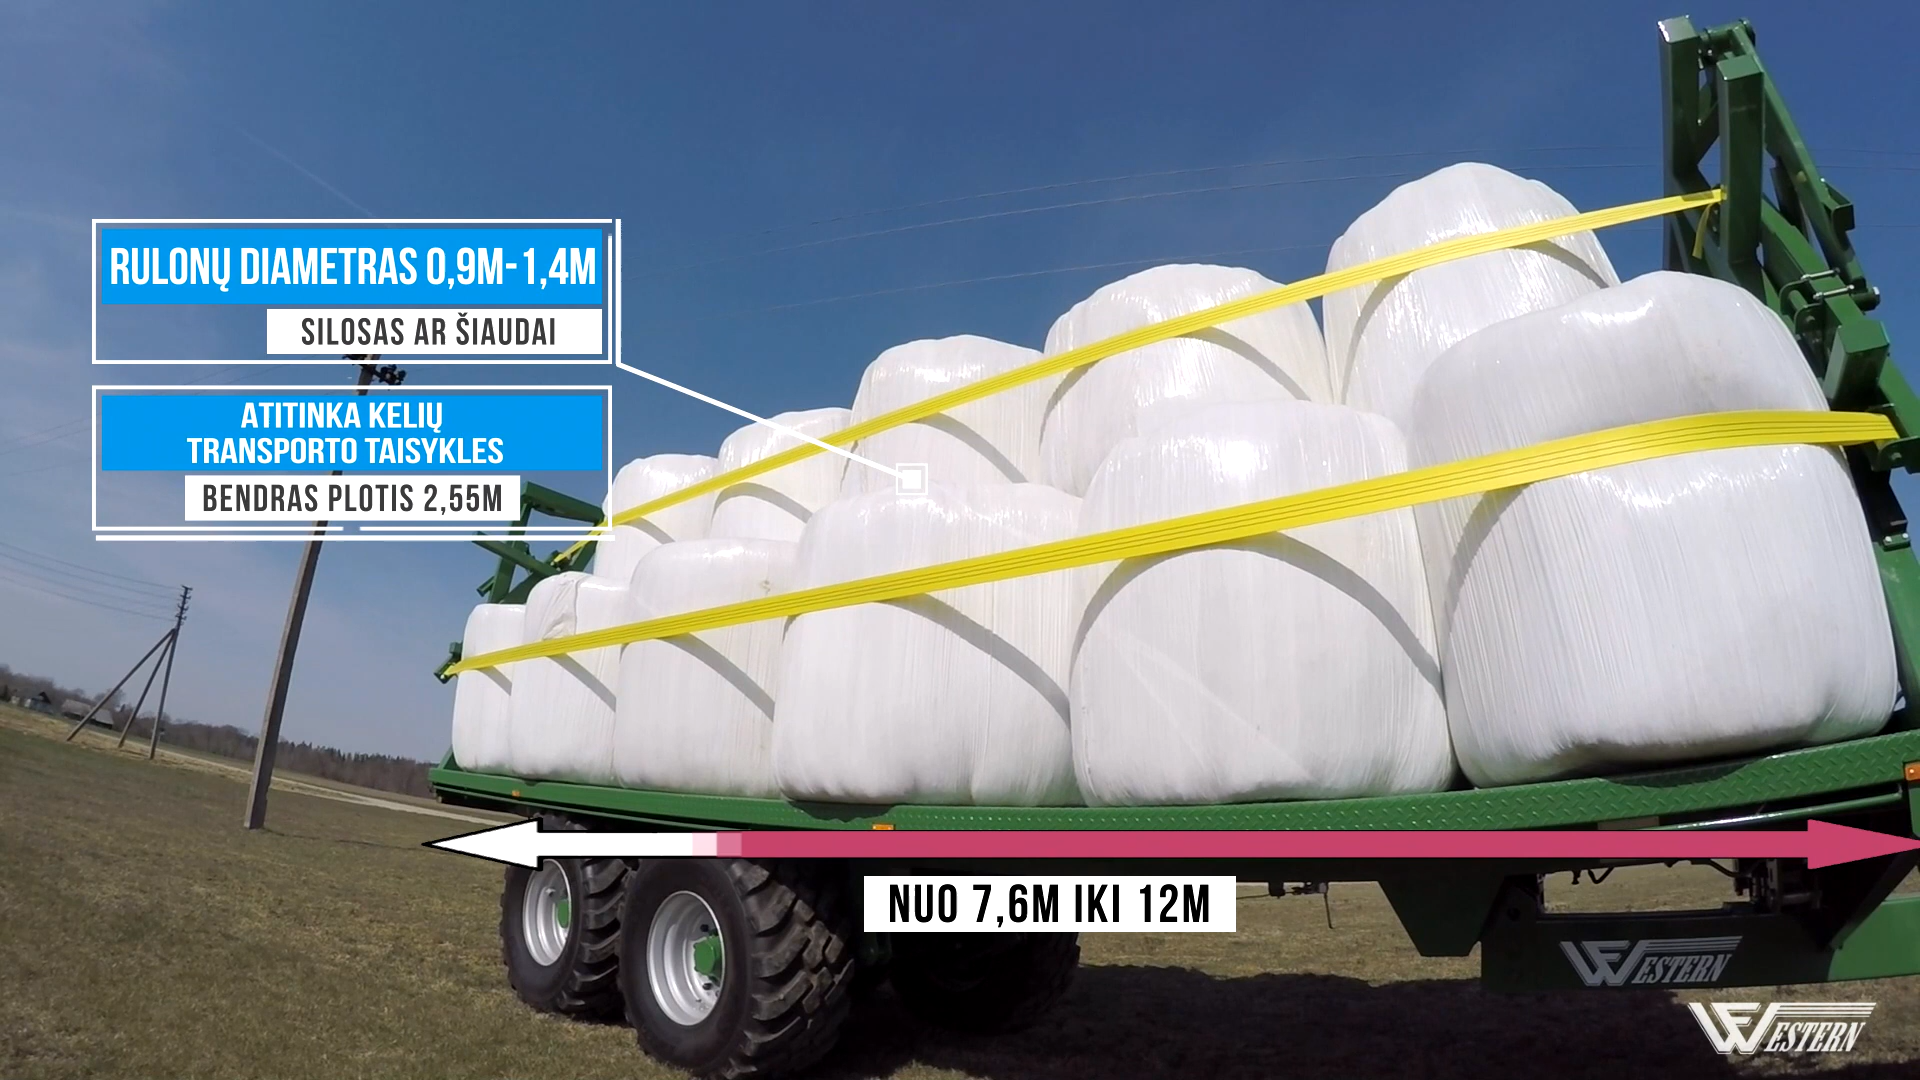 RULONŲ DIAMETRAS 0,9M-1,4M
SILOSAS AR ŠIAUDAI
ATITINKA KELIŲ
TRANSPORTO TAISYKLES
BENDRAS PLOTIS 2,55M
NUO 7,6M IKI 12M
WESTERN
WESTERN